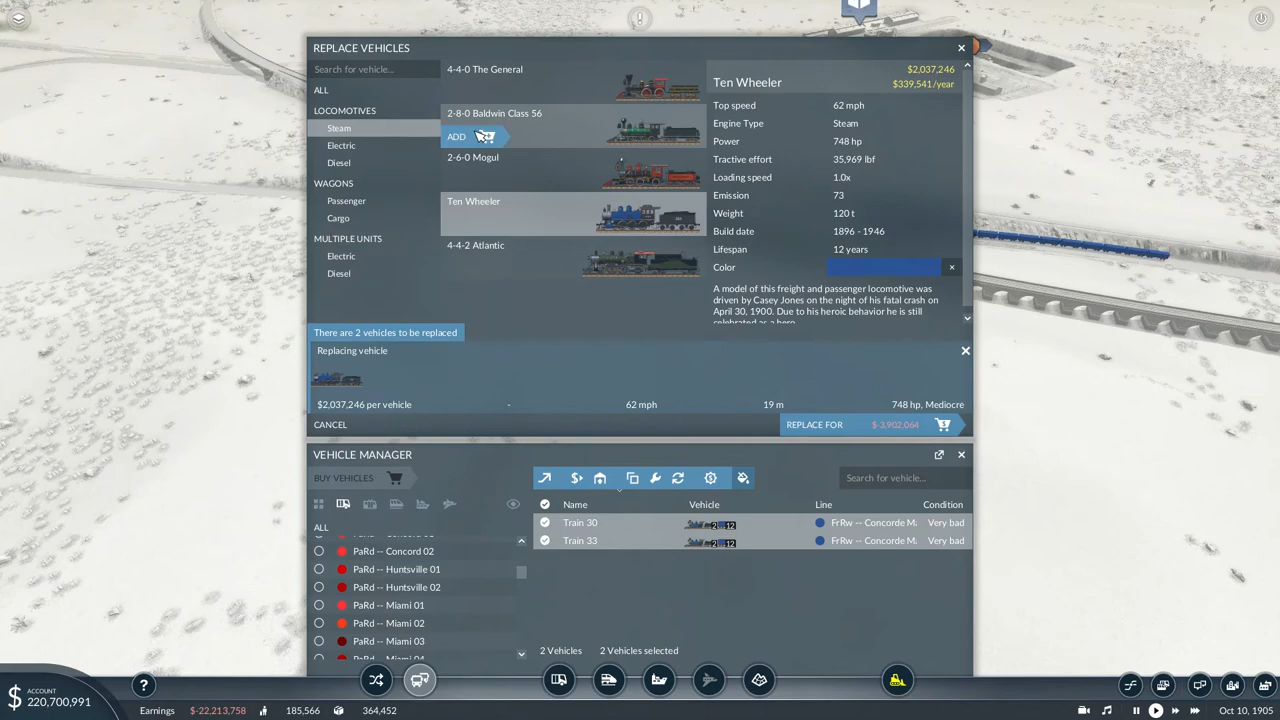 REPLACE VEHICLES
Search for vehicle...
ALL
LOCOMOTIVES
Steam
Electric
Diesel
WAGONS
Passenger
Cargo
MULTIPLE UNITS
Electric
Diesel
4-4-0 The General
2-8-0 Baldwin Class 56
ADD
2-6-0 Mogul
Ten Wheeler
4-4-2 Atlantic
$2,037,246
Ten Wheeler
$339,541/year
Top speed 62 mph
Engine Type Steam
Power 748 hp
Tractive effort 35,969 lbf
Loading speed 1.0x
Emission 73
Weight 120 t
Build date 1896 - 1946
Lifespan 12 years
Color
A model of this freight and passenger locomotive was
driven by Casey Jones on the night of his fatal crash on
April 30, 1900. Due to his heroic behavior he is still
celebrated as a hero.
There are 2 vehicles to be replaced
Replacing vehicle
$2,037,246 per vehicle - 62 mph 19 m 748 hp, Mediocre
CANCEL
REPLACE FOR $-3,902,064
VEHICLE MANAGER
BUY VEHICLES
Search for vehicle...
ALL
PaRd -- Concord 02
PaRd -- Huntsville 01
PaRd -- Huntsville 02
PaRd -- Miami 01
PaRd -- Miami 02
PaRd -- Miami 03
Name Vehicle Line Condition
Train 30 2 12 FrRw -- Concorde M. Very bad
Train 33 2 12 FrRw -- Concorde M. Very bad
2 Vehicles 2 Vehicles selected
$ ACCOUNT
220,700,991
?
Earnings $-22,213,758 185,566 364,452
Oct 10, 1905